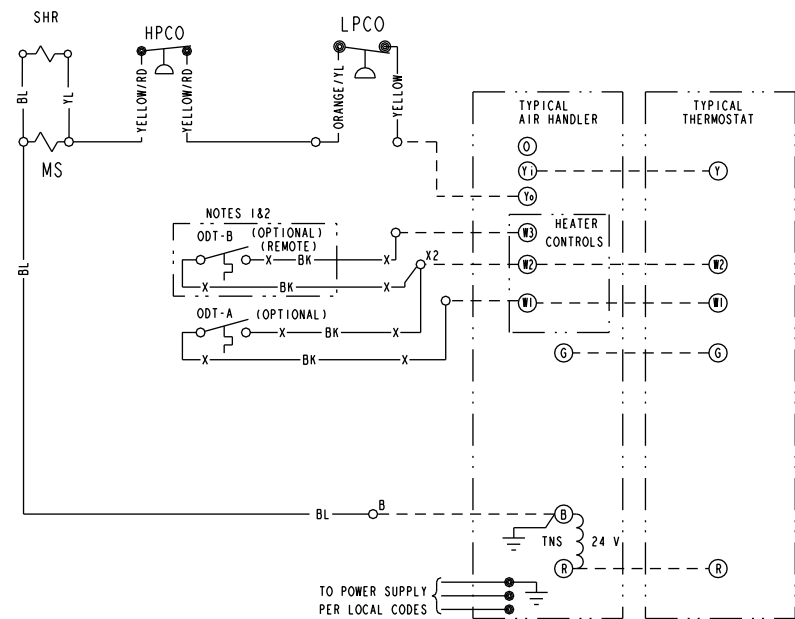 SHR
HPCO
LPCO
BL
YL
YELLOW/RD
YELLOW/RD
ORANGE/YL
YELLOW
MS
TYPICAL
AIR HANDLER
TYPICAL
THERMOSTAT
O
Yi
Y
Yo
NOTES 1&2
ODT-B
(OPTIONAL)
(REMOTE)
X
BK
X
X
BK
X
X2
W3
HEATER
CONTROLS
W2
W2
W1
W1
BL
ODT-A
(OPTIONAL)
X
BK
X
X
BK
X
G
G
BL
B
B
TNS
24 V
R
R
TO POWER SUPPLY
PER LOCAL CODES